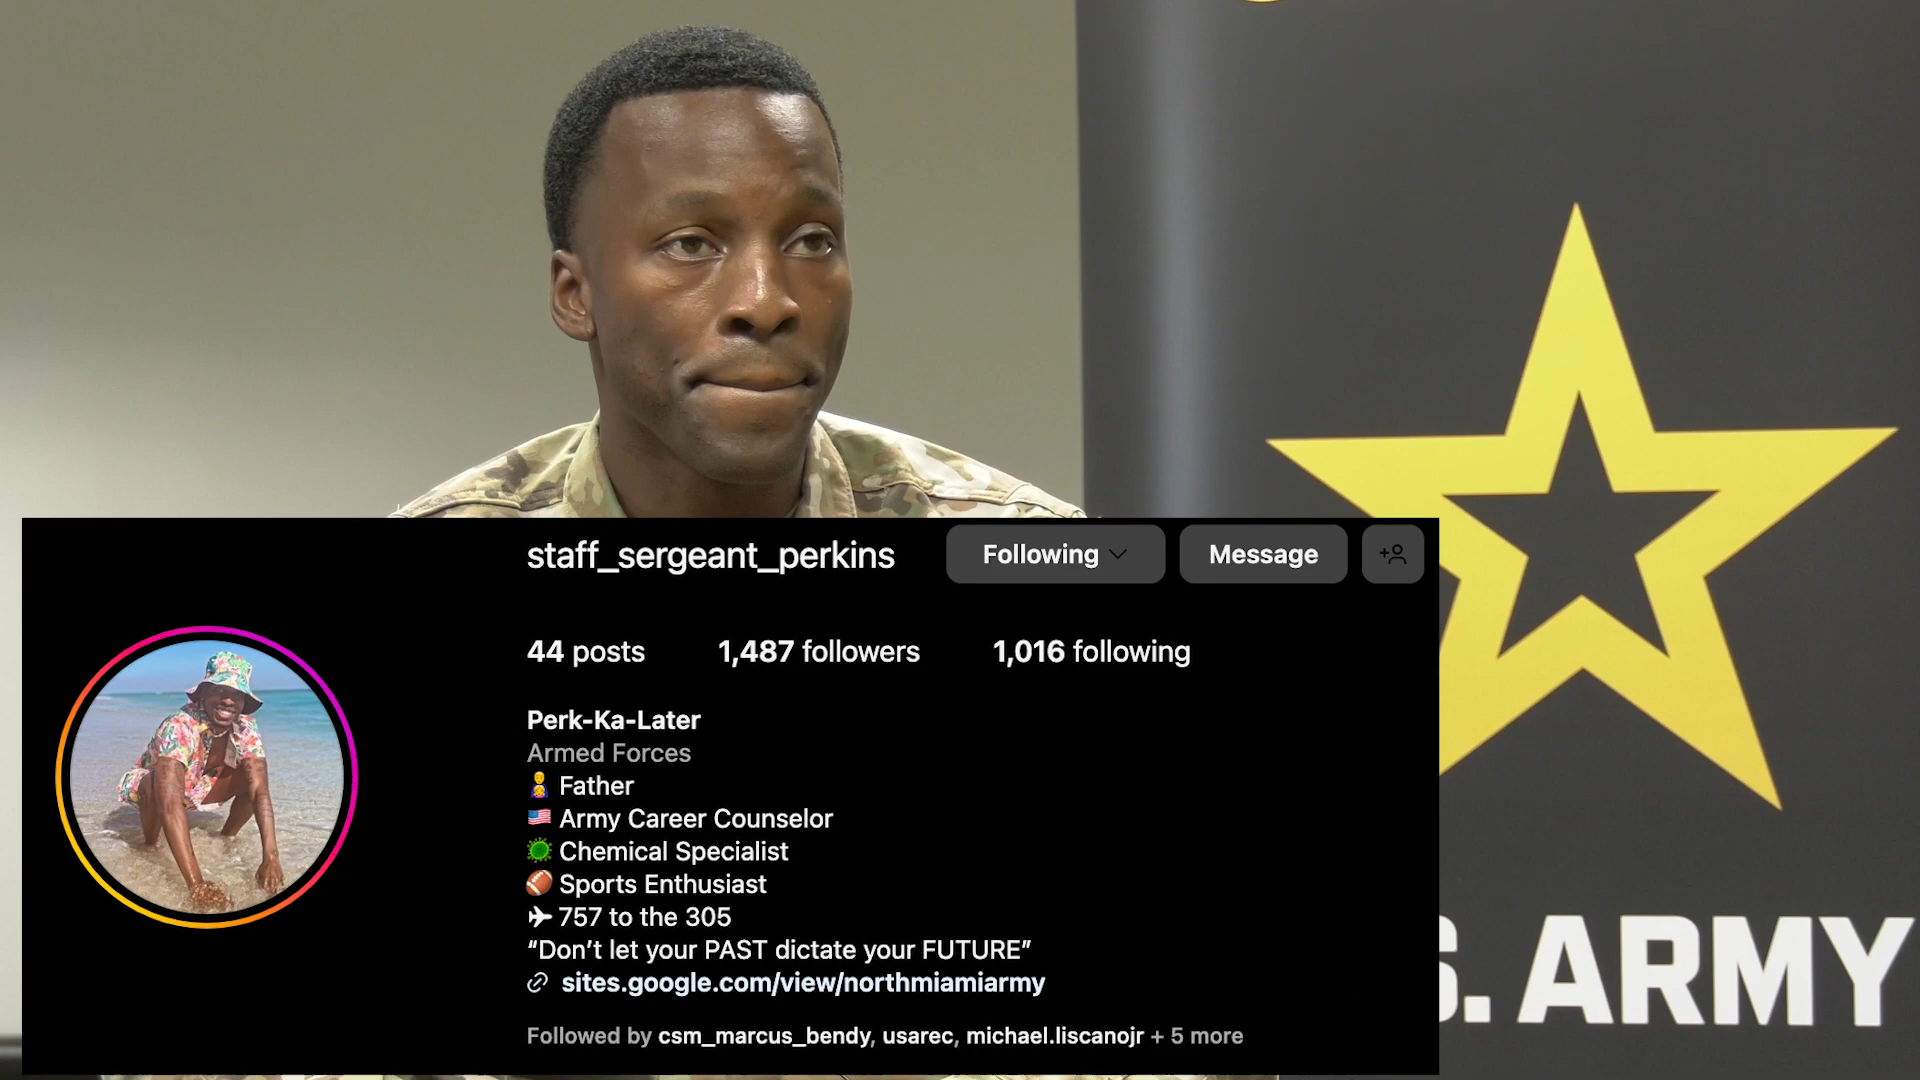 staff_sergeant_perkins Following Message
44 posts 1,487 followers 1,016 following
Perk-Ka-Later
Armed Forces
Father
Army Career Counselor
Chemical Specialist
Sports Enthusiast
757 to the 305
“Don’t let your PAST dictate your FUTURE”
sites.google.com/view/northmiamiarmy
Followed by csm_marcus_bendy, usarec, michael.liscanojr + 5 more
S. ARMY